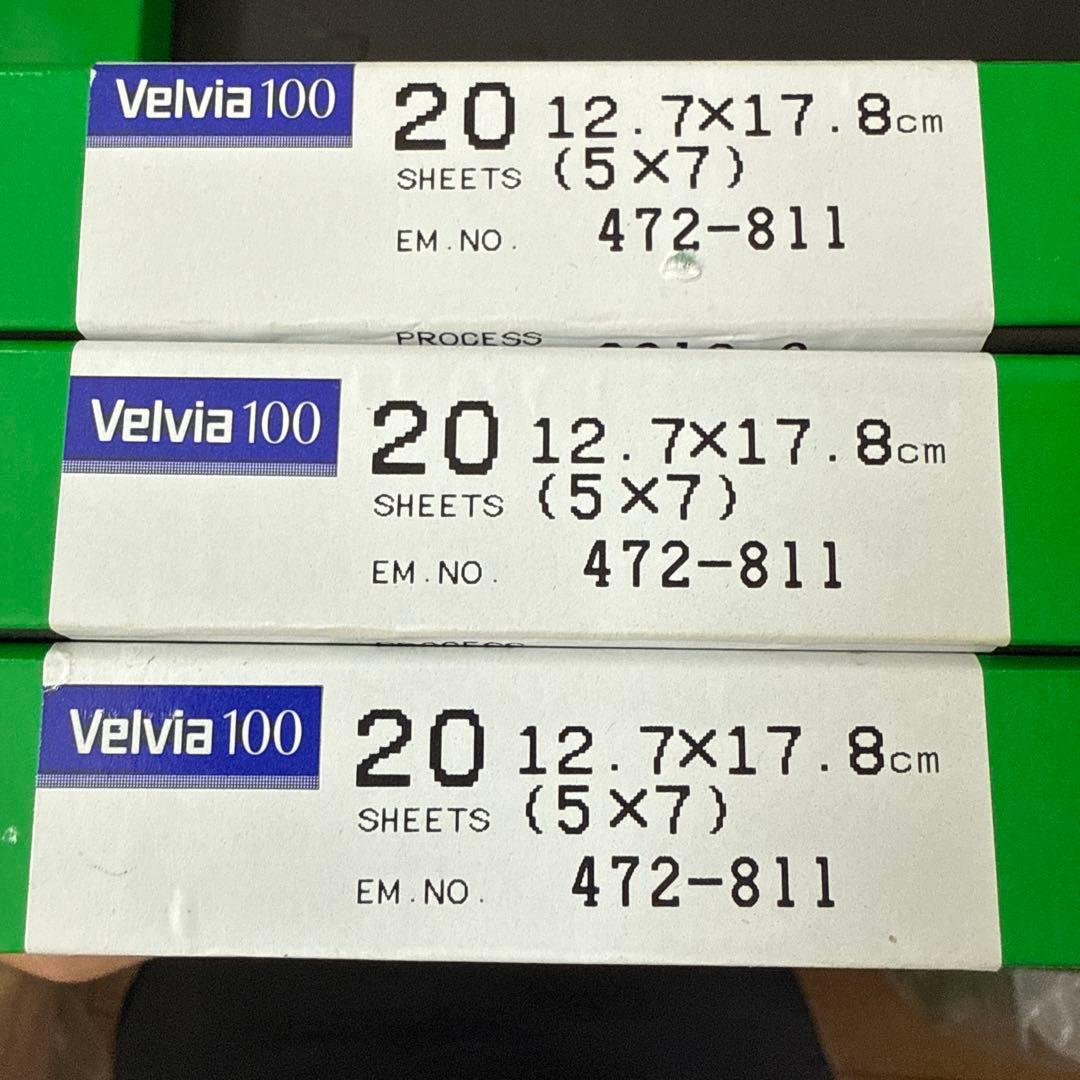 Velvia 100
20 12.7×17.8cm
SHEETS (5×7)
EM.NO. 472-811
PROCESS
Velvia 100
20 12.7×17.8cm
SHEETS (5×7)
EM.NO. 472-811
Velvia 100
20 12.7×17.8cm
SHEETS (5×7)
EM.NO. 472-811